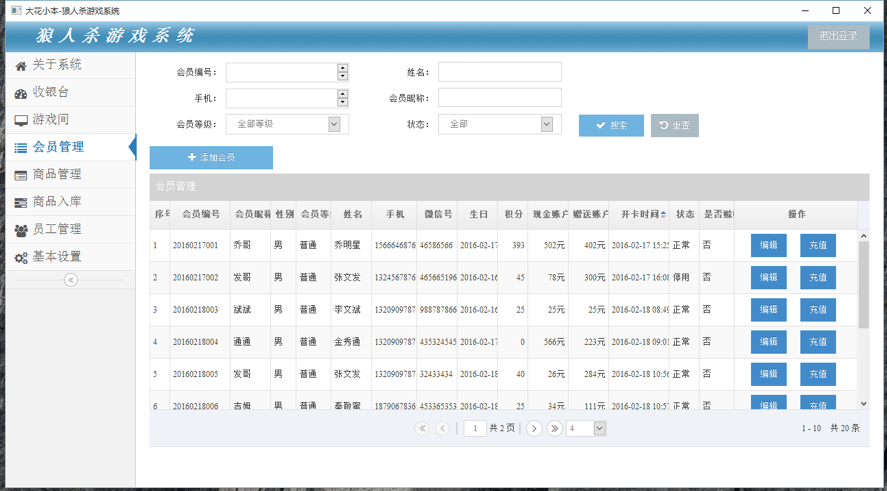 大花小本-狼人杀游戏系统
狼人杀游戏系统
退出登录
关于系统
收银台
游戏间
会员管理
商品管理
商品入库
员工管理
基本设置
会员编号：
姓名：
手机：
会员昵称：
会员等级： 全部等级
状态： 全部
搜索
重置
添加会员
会员管理
序号 会员编号 会员昵称 性别 会员等 姓名 手机 微信号 生日 积分 现金账户 赠送账户 开卡时间 状态 是否赊 操作
1 20160217001 乔哥 男 普通 乔明星 1566646876 46586566 2016-02-17 393 502元 402元 2016-02-17 15:25 正常 否 编辑 充值
2 20160217002 发哥 男 普通 张文发 1324567876 465665196 2016-02-16 45 78元 300元 2016-02-17 16:08 停用 否 编辑 充值
3 20160218003 斌斌 男 普通 李文斌 1320909787 988787866 2016-02-16 25 25元 25元 2016-02-18 08:49 正常 否 编辑 充值
4 20160218004 通通 男 普通 金秀通 1320909787 435324545 2016-02-17 0 566元 223元 2016-02-18 09:01 正常 否 编辑 充值
5 20160218005 发哥 男 普通 张文发 1320909787 32433434 2016-02-18 40 26元 284元 2016-02-18 10:56 正常 否 编辑 充值
6 20160218006 吉姆 男 普通 1879067836 453365353 2016-02-18 25 34元 111元 2016-02-18 10:57 正常 否 编辑 充值
1 共 2 页 4
1 - 10 共 20 条